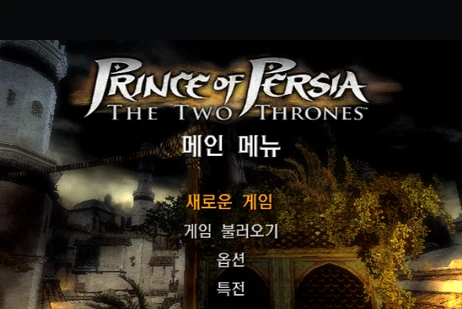 PRINCE OF PERSIA
THE TWO THRONES
메인 메뉴
새로운 게임
게임 불러오기
옵션
특전